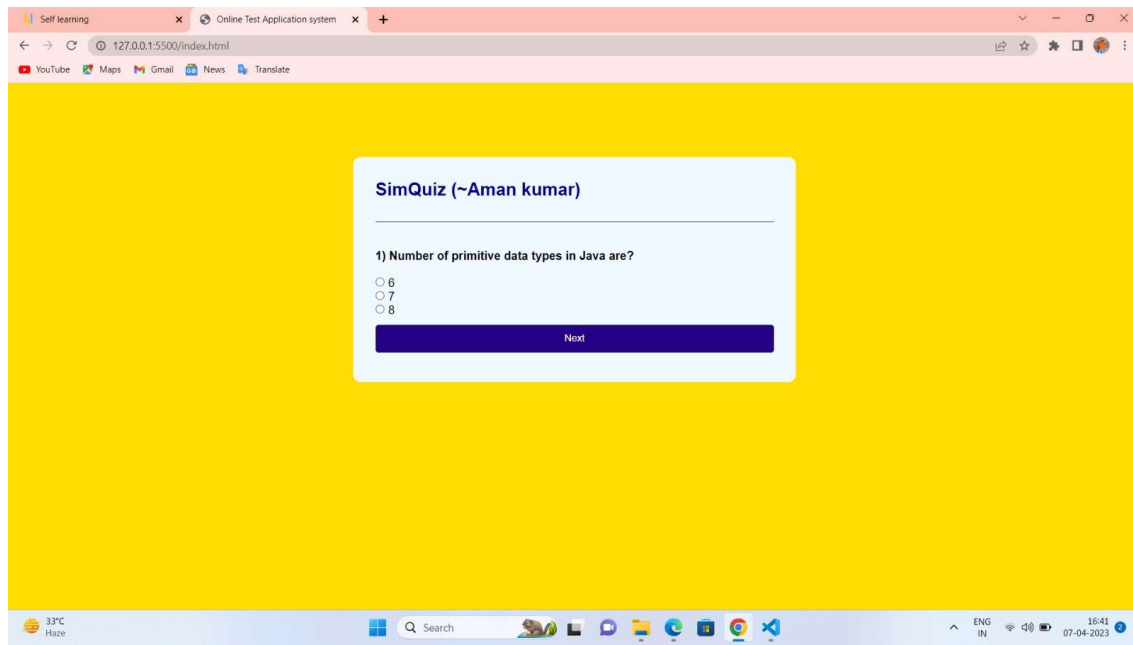 Self learning
Online Test Application system
127.0.0.1:5500/index.html
YouTube Maps Gmail News Translate
SimQuiz (~Aman kumar)
1) Number of primitive data types in Java are?
6
7
8
Next
33°C
Haze
Search
ENG
IN
16:41
07-04-2023
2